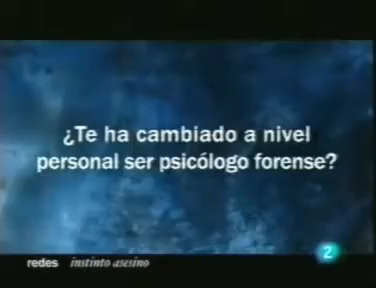 ¿Te ha cambiado a nivel
personal ser psicólogo forense?
redes instinto asesino
2